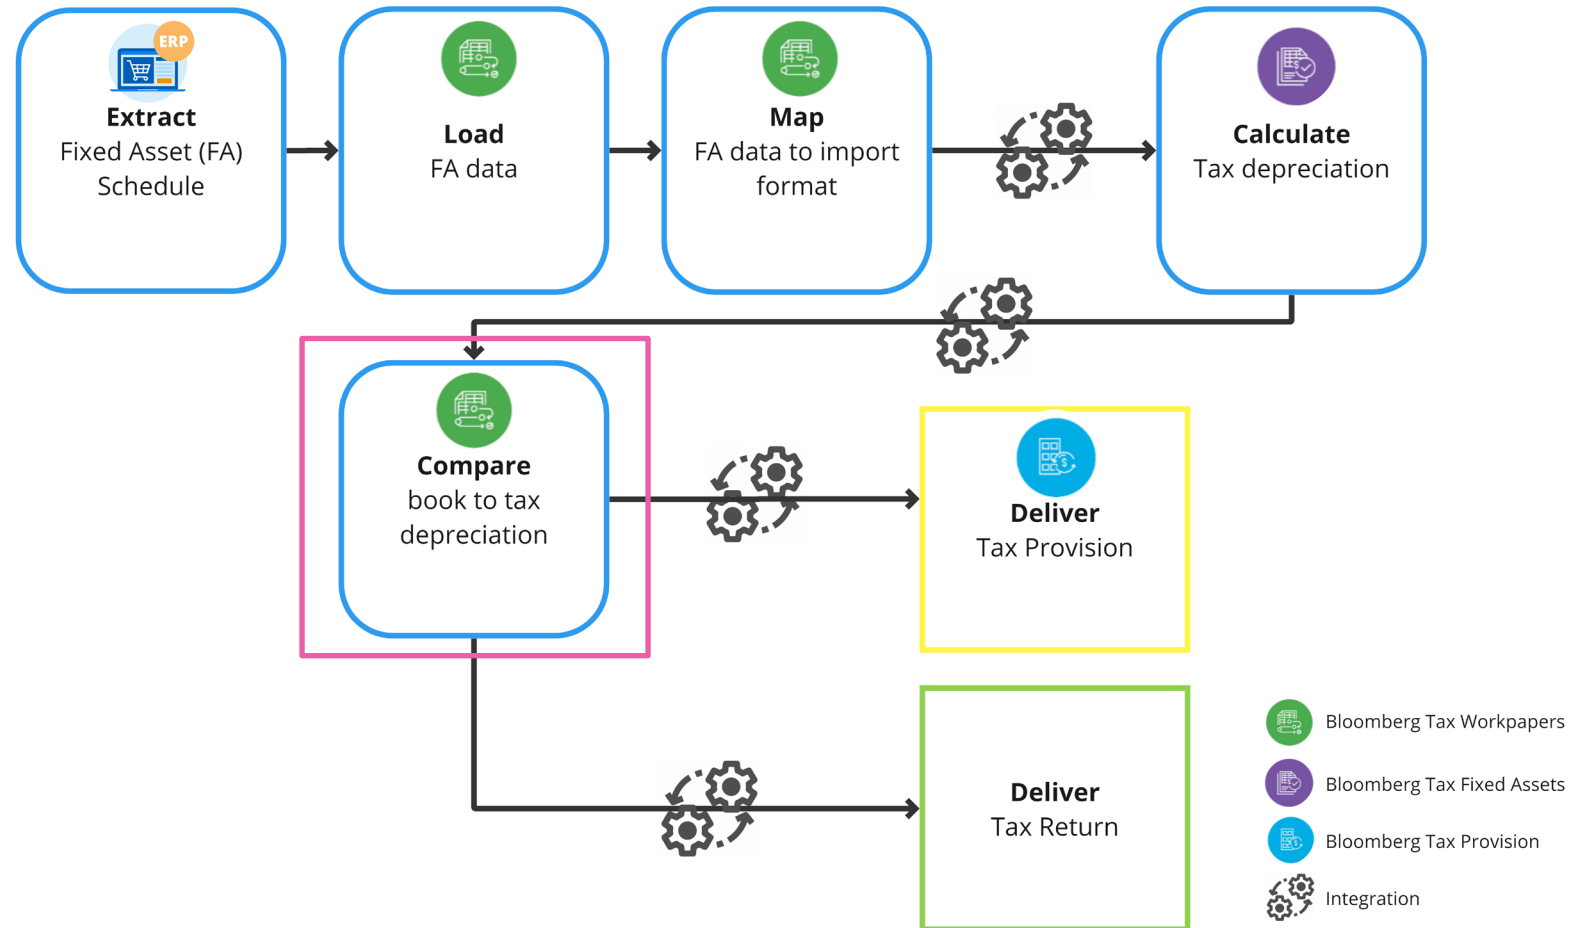 ERP
Extract
Fixed Asset (FA)
Schedule
Load
FA data
Map
FA data to import
format
Calculate
Tax depreciation
Compare
book to tax
depreciation
Deliver
Tax Provision
Deliver
Tax Return
Bloomberg Tax Workpapers
Bloomberg Tax Fixed Assets
Bloomberg Tax Provision
Integration